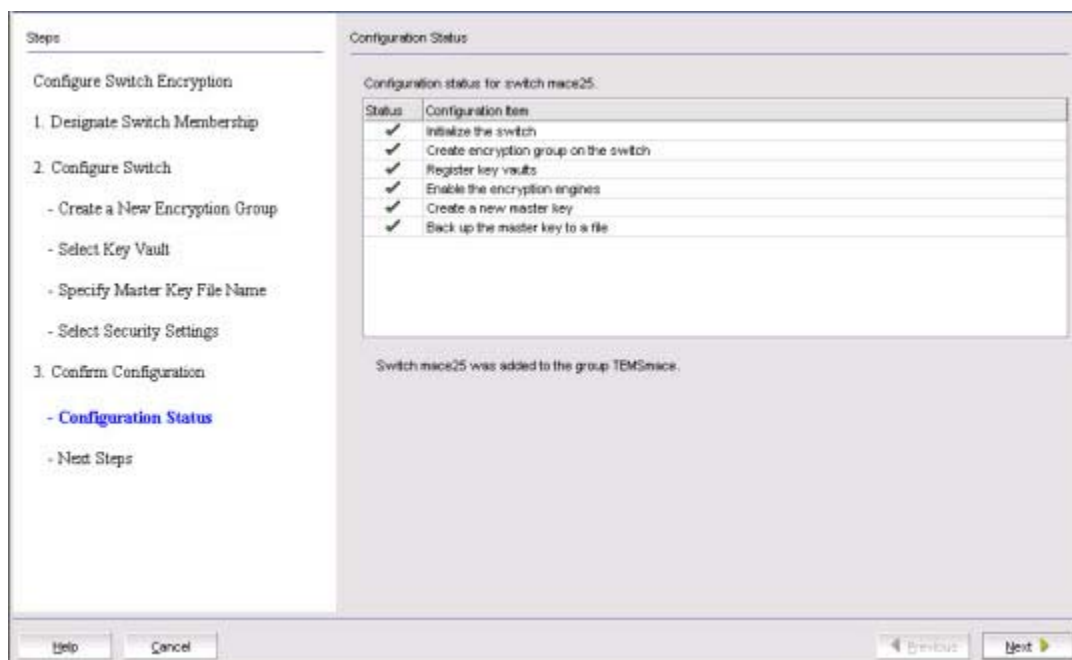 Steps
Configure Switch Encryption
1. Designate Switch Membership
2. Configure Switch
- Create a New Encryption Group
- Select Key Vault
- Specify Master Key File Name
- Select Security Settings
3. Confirm Configuration
- Configuration Status
- Next Steps
Configuration Status
Configuration status for switch mace25.
Status Configuration Item
Initialize the switch
Create encryption group on the switch
Register key vaults
Enable the encryption engines
Create a new master key
Back up the master key to a file
Switch mace25 was added to the group TEMSmace.
Help Cancel Previous Next